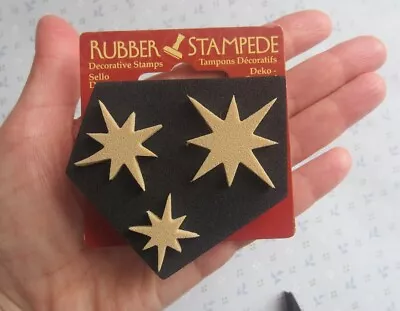 RUBBER STAMPEDE
Decorative Stamps Tampons Décoratifs
Sello Deko-